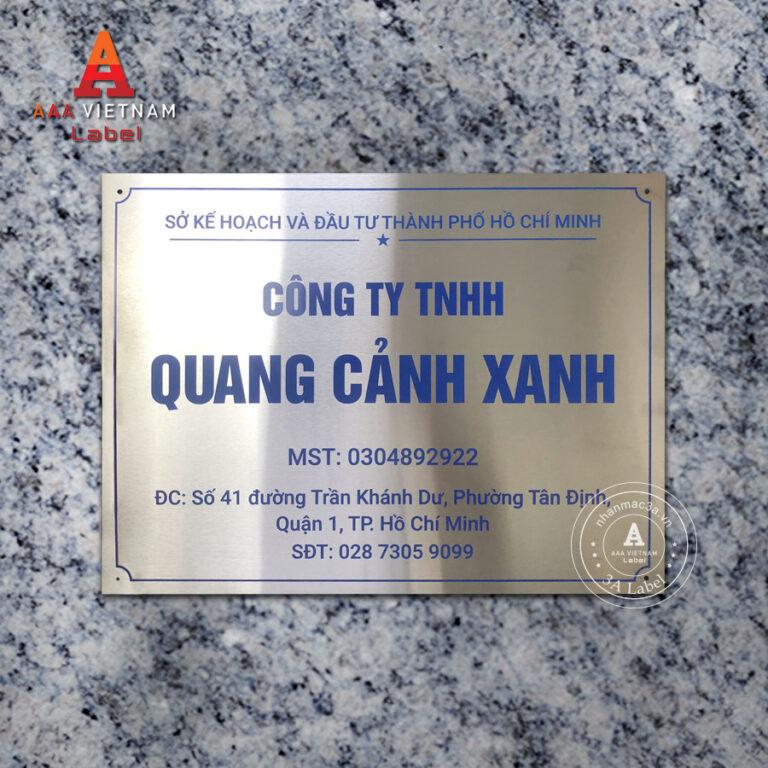 AAA VIETNAM
Label
SỞ KẾ HOẠCH VÀ ĐẦU TƯ THÀNH PHỐ HỒ CHÍ MINH
CÔNG TY TNHH
QUANG CẢNH XANH
MST: 0304892922
ĐC: Số 41 đường Trần Khánh Dư, Phường Tân Định,
Quận 1, TP. Hồ Chí Minh
SĐT: 028 7305 9099
nhanmac3a.vn
AAA VIETNAM
Label
3A Label